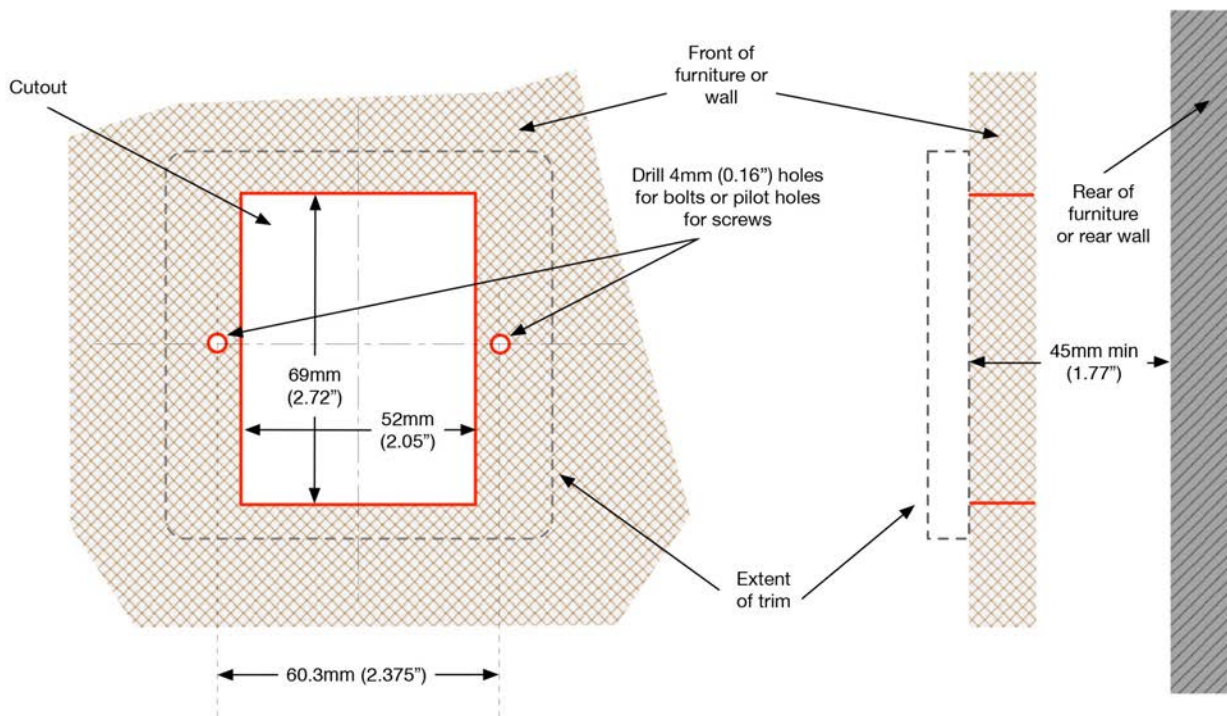 Cutout
Front of
furniture or
wall
Drill 4mm (0.16”) holes
for bolts or pilot holes
for screws
Rear of
furniture
or rear wall
69mm
(2.72”)
52mm
(2.05”)
45mm min
(1.77”)
Extent
of trim
60.3mm (2.375”)